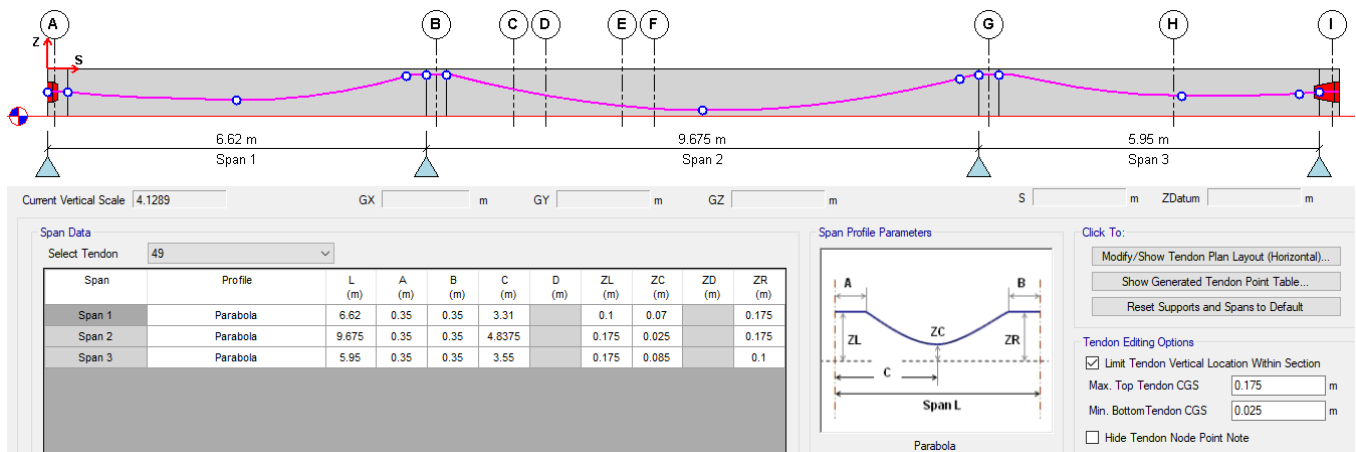 A B C D E F G H I
Z
S
6.62 m 9.675 m 5.95 m
Span 1 Span 2 Span 3
Current Vertical Scale 4.1289 GX m GY m GZ m S m ZDatum m
Span Data
Select Tendon 49
Span Profile L A B C D ZL ZC ZD ZR
(m) (m) (m) (m) (m) (m) (m) (m) (m)
Span 1 Parabola 6.62 0.35 0.35 3.31 0.1 0.07 0.175
Span 2 Parabola 9.675 0.35 0.35 4.8375 0.175 0.025 0.175
Span 3 Parabola 5.95 0.35 0.35 3.55 0.175 0.085 0.1
Span Profile Parameters
A B
ZC
ZL ZR
C
Span L
Parabola
Click To:
Modify/Show Tendon Plan Layout (Horizontal)...
Show Generated Tendon Point Table...
Reset Supports and Spans to Default
Tendon Editing Options
Limit Tendon Vertical Location Within Section
Max. Top Tendon CGS 0.175 m
Min. BottomTendon CGS 0.025 m
Hide Tendon Node Point Note